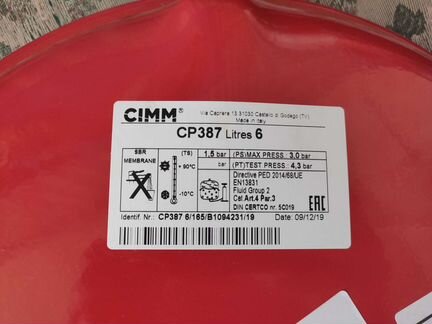 CIMM®
Via Caprera 13 31030 Castello di Godego (TV)
Made in Italy
CP387 Litres 6
SBR
MEMBRANE
(TS)
+ 90°C
-10°C
1,5 bar
(PS)MAX PRESS.: 3,0 bar
bar
(PT)TEST PRESS.: 4,3 bar
Directive PED 2014/68/UE
EN13831
Fluid Group 2
Cat Art.4 Par.3
DIN CERTCO nr. 5C019
EAC
Identif. Nr.: CP387 6/165/B1094231/19
Date: 09/12/19